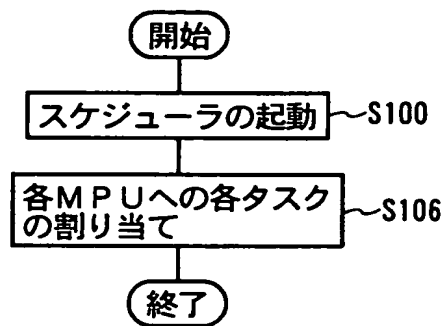 開始
スケジューラの起動
S100
各ＭＰＵへの各タスク
の割り当て
S106
終了